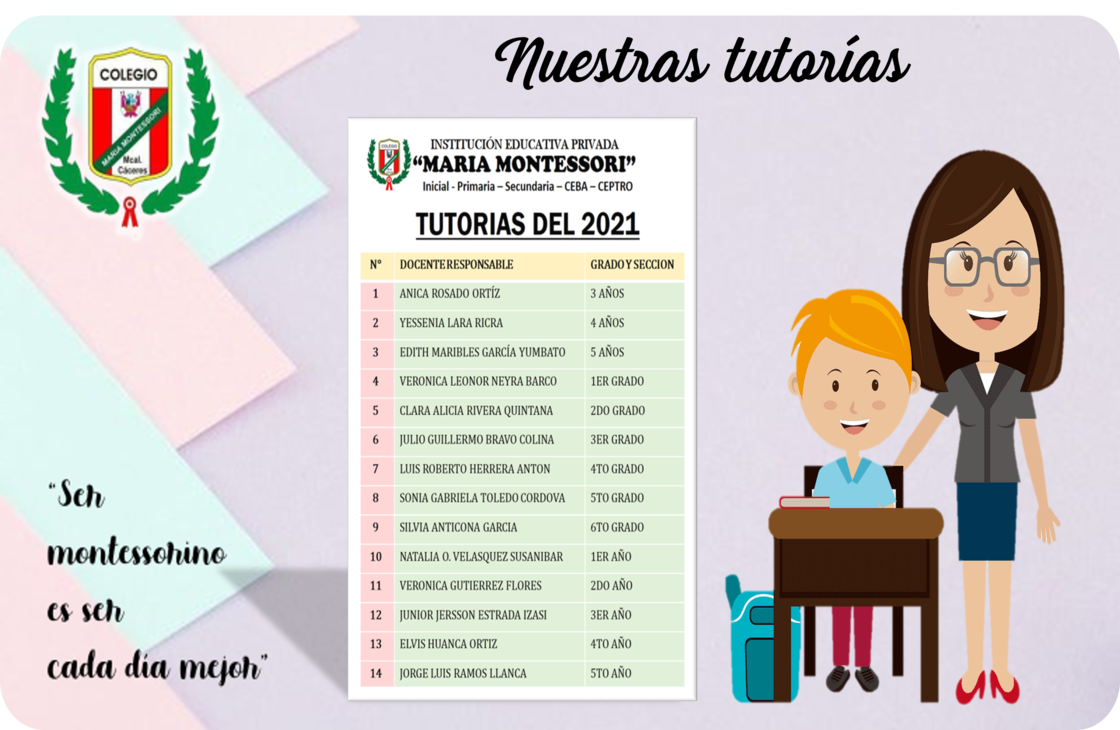 Nuestras tutorías
COLEGIO
MARIA MONTESSORI
Mcal.
Cáceres
INSTITUCIÓN EDUCATIVA PRIVADA
“MARIA MONTESSORI”
Inicial - Primaria – Secundaria – CEBA – CEPTRO
TUTORIAS DEL 2021
N° DOCENTE RESPONSABLE GRADO Y SECCION
1 ANICA ROSADO ORTÍZ 3 AÑOS
2 YESSENIA LARA RICRA 4 AÑOS
3 EDITH MARIBLES GARCÍA YUMBATO 5 AÑOS
4 VERONICA LEONOR NEYRA BARCO 1ER GRADO
5 CLARA ALICIA RIVERA QUINTANA 2DO GRADO
6 JULIO GUILLERMO BRAVO COLINA 3ER GRADO
7 LUIS ROBERTO HERRERA ANTON 4TO GRADO
8 SONIA GABRIELA TOLEDO CORDOVA 5TO GRADO
9 SILVIA ANTICONA GARCIA 6TO GRADO
10 NATALIA O. VELASQUEZ SUSANIBAR 1ER AÑO
11 VERONICA GUTIERREZ FLORES 2DO AÑO
12 JUNIOR JERSSON ESTRADA IZASI 3ER AÑO
13 ELVIS HUANCA ORTIZ 4TO AÑO
14 JORGE LUIS RAMOS LLANCA 5TO AÑO
“Ser
montessorino
es ser
cada día mejor”